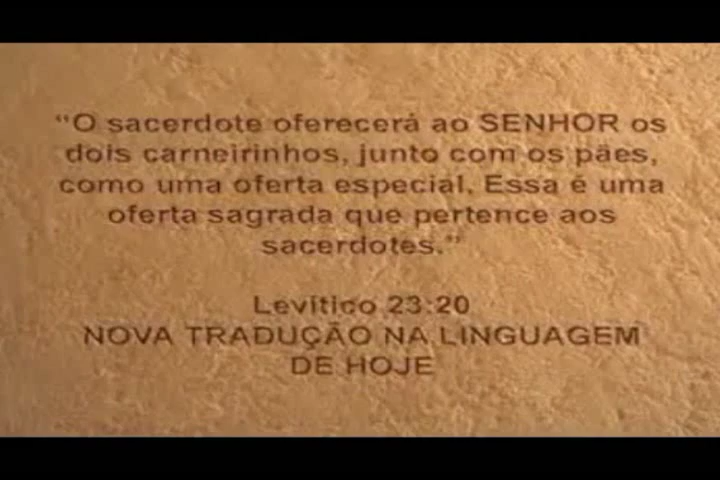 “O sacerdote oferecerá ao SENHOR os
dois carneirinhos, junto com os pães,
como uma oferta especial. Essa é uma
oferta sagrada que pertence aos
sacerdotes.”
Levítico 23:20
NOVA TRADUÇÃO NA LINGUAGEM
DE HOJE